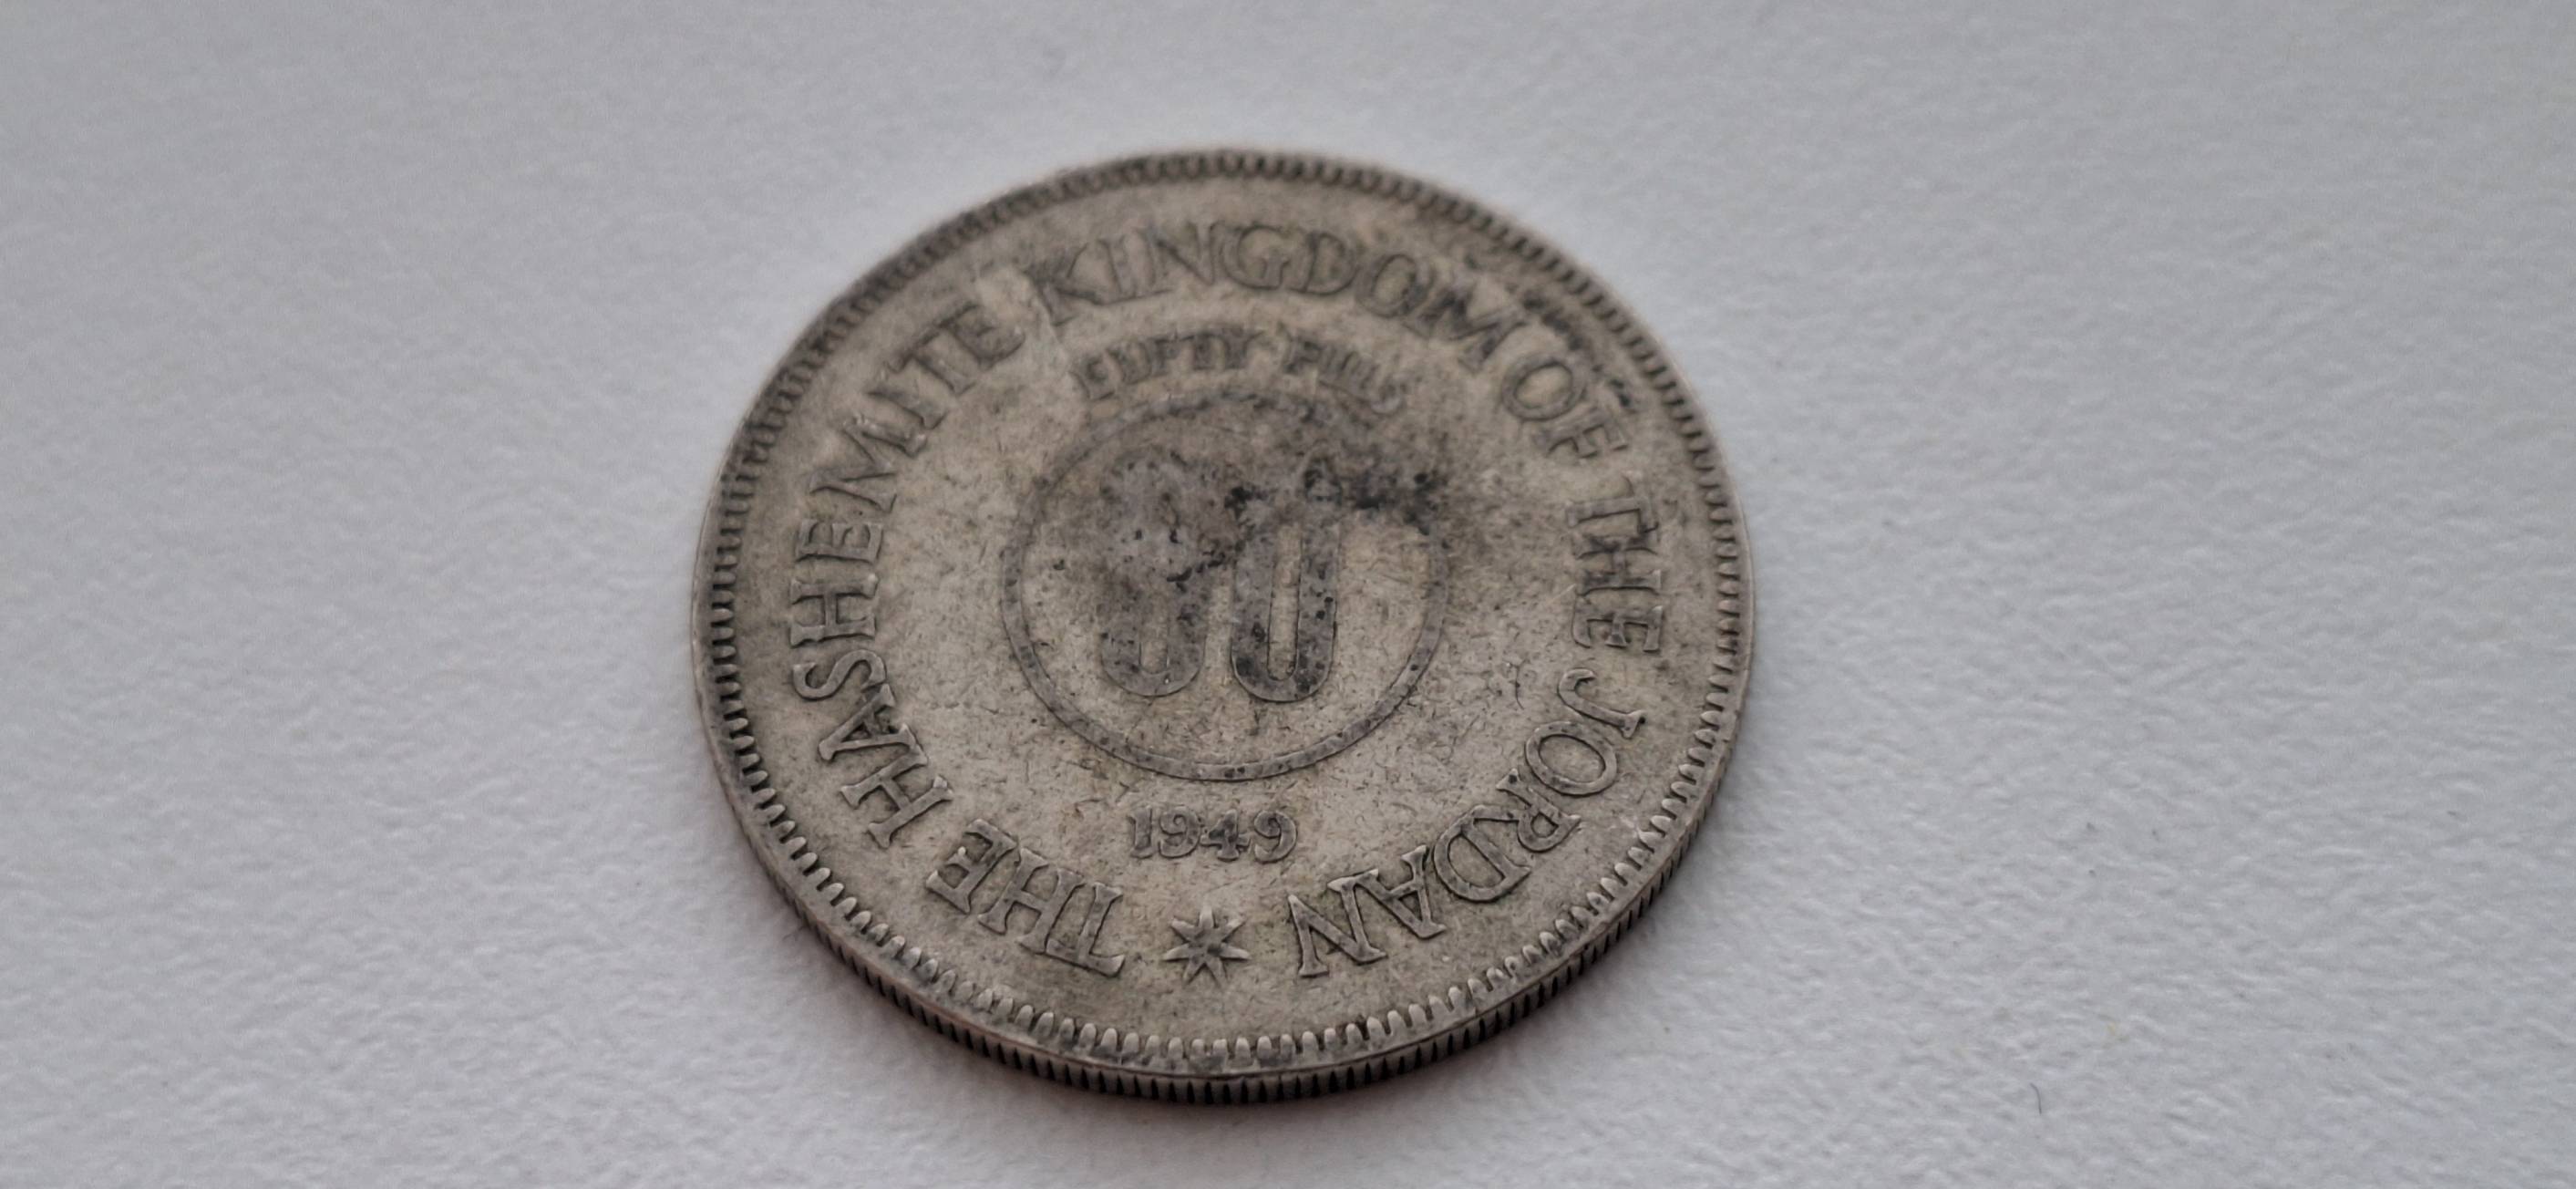 THE HASHEMITE KINGDOM OF THE JORDAN
FIFTY FILS
50
1949